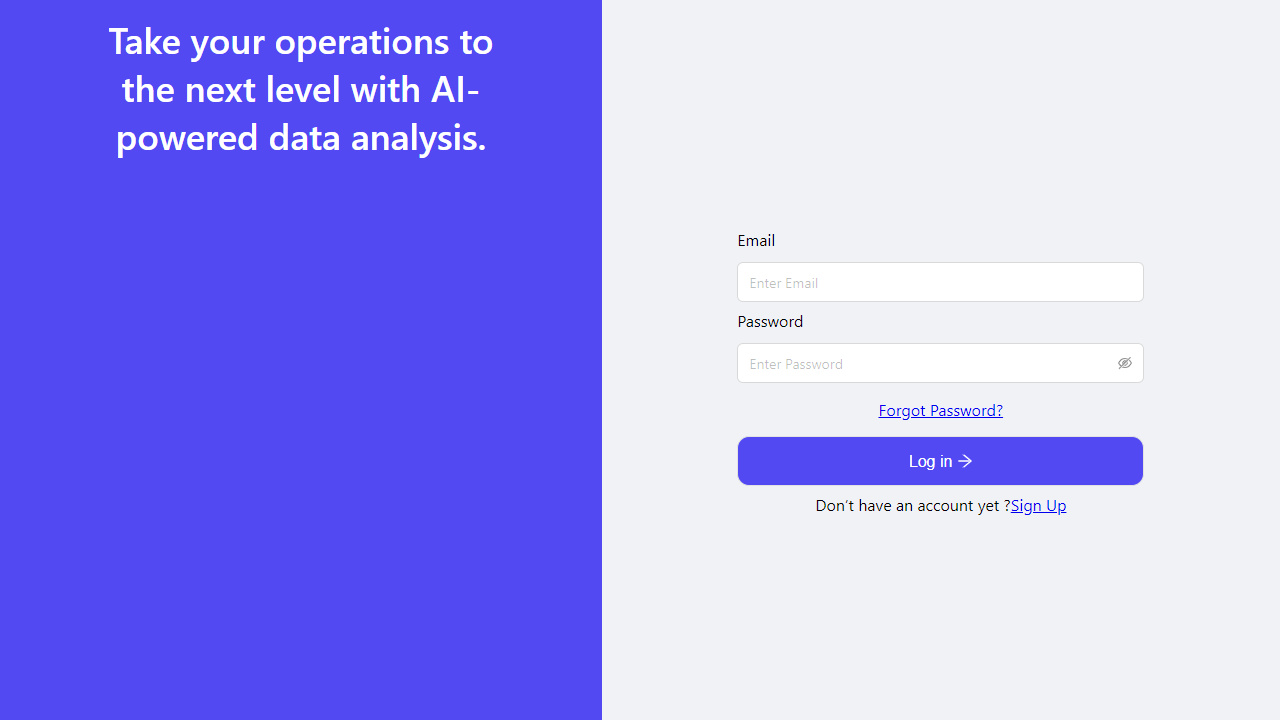 Take your operations to
the next level with AI-
powered data analysis.
Email
Enter Email
Password
Enter Password
Forgot Password?
Log in
Don’t have an account yet ?Sign Up